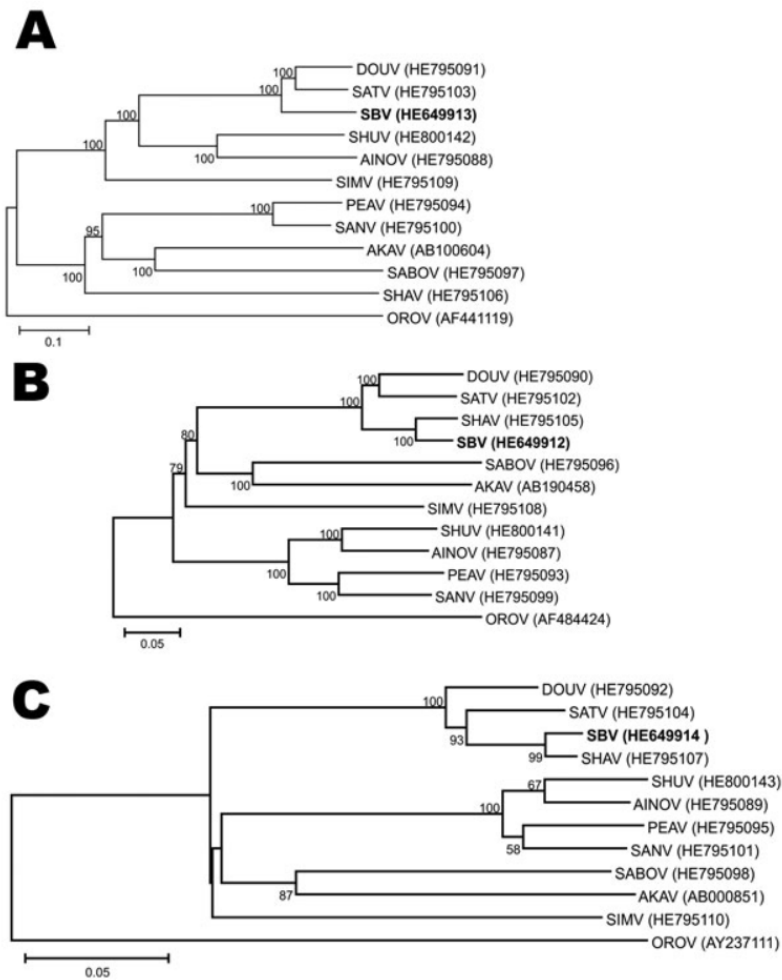 A
100
DOUV (HE795091)
100
SATV (HE795103)
100
SBV (HE649913)
SHUV (HE800142)
100
100
AINOV (HE795088)
SIMV (HE795109)
PEAV (HE795094)
100
95
SANV (HE795100)
AKAV (AB100604)
100
100
SABOV (HE795097)
SHAV (HE795106)
OROV (AF441119)
0.1
B
100
DOUV (HE795090)
100
SATV (HE795102)
SHAV (HE795105)
80
100
SBV (HE649912)
79
SABOV (HE795096)
100
AKAV (AB190458)
SIMV (HE795108)
100
SHUV (HE800141)
AINOV (HE795087)
100
PEAV (HE795093)
100
SANV (HE795099)
OROV (AF484424)
0.05
C
100
DOUV (HE795092)
SATV (HE795104)
93
SBV (HE649914 )
99
SHAV (HE795107)
67
SHUV (HE800143)
100
AINOV (HE795089)
PEAV (HE795095)
58
SANV (HE795101)
SABOV (HE795098)
87
AKAV (AB000851)
SIMV (HE795110)
OROV (AY237111)
0.05